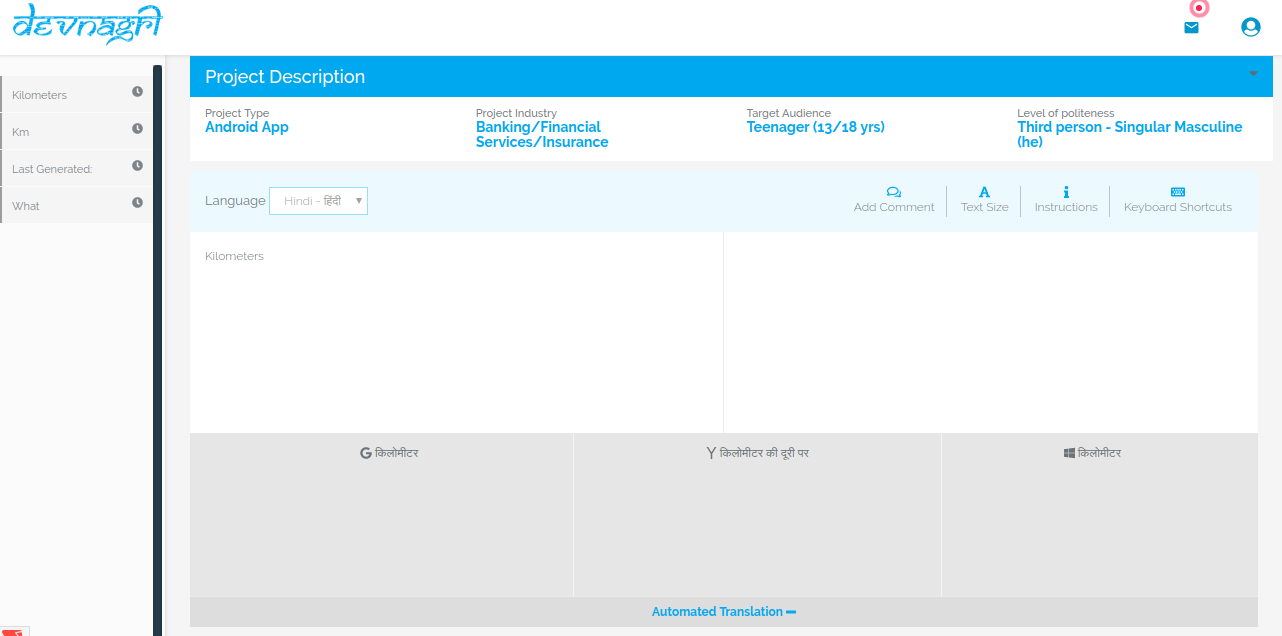 devnagri
Kilometers
Km
Last Generated:
What
Project Description
Project Type
Android App
Project Industry
Banking/Financial
Services/Insurance
Target Audience
Teenager (13/18 yrs)
Level of politeness
Third person - Singular Masculine
(he)
Language
Hindi - हिंदी
Add Comment
Text Size
Instructions
Keyboard Shortcuts
Kilometers
किलोमीटर
किलोमीटर की दूरी पर
किलोमीटर
Automated Translation